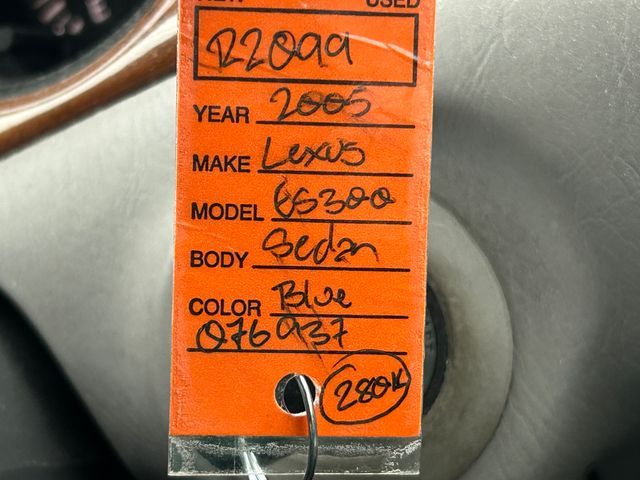 USED
R2099
YEAR 2005
MAKE Lexus
MODEL ES300
BODY Sedan
COLOR Blue
076937
280K